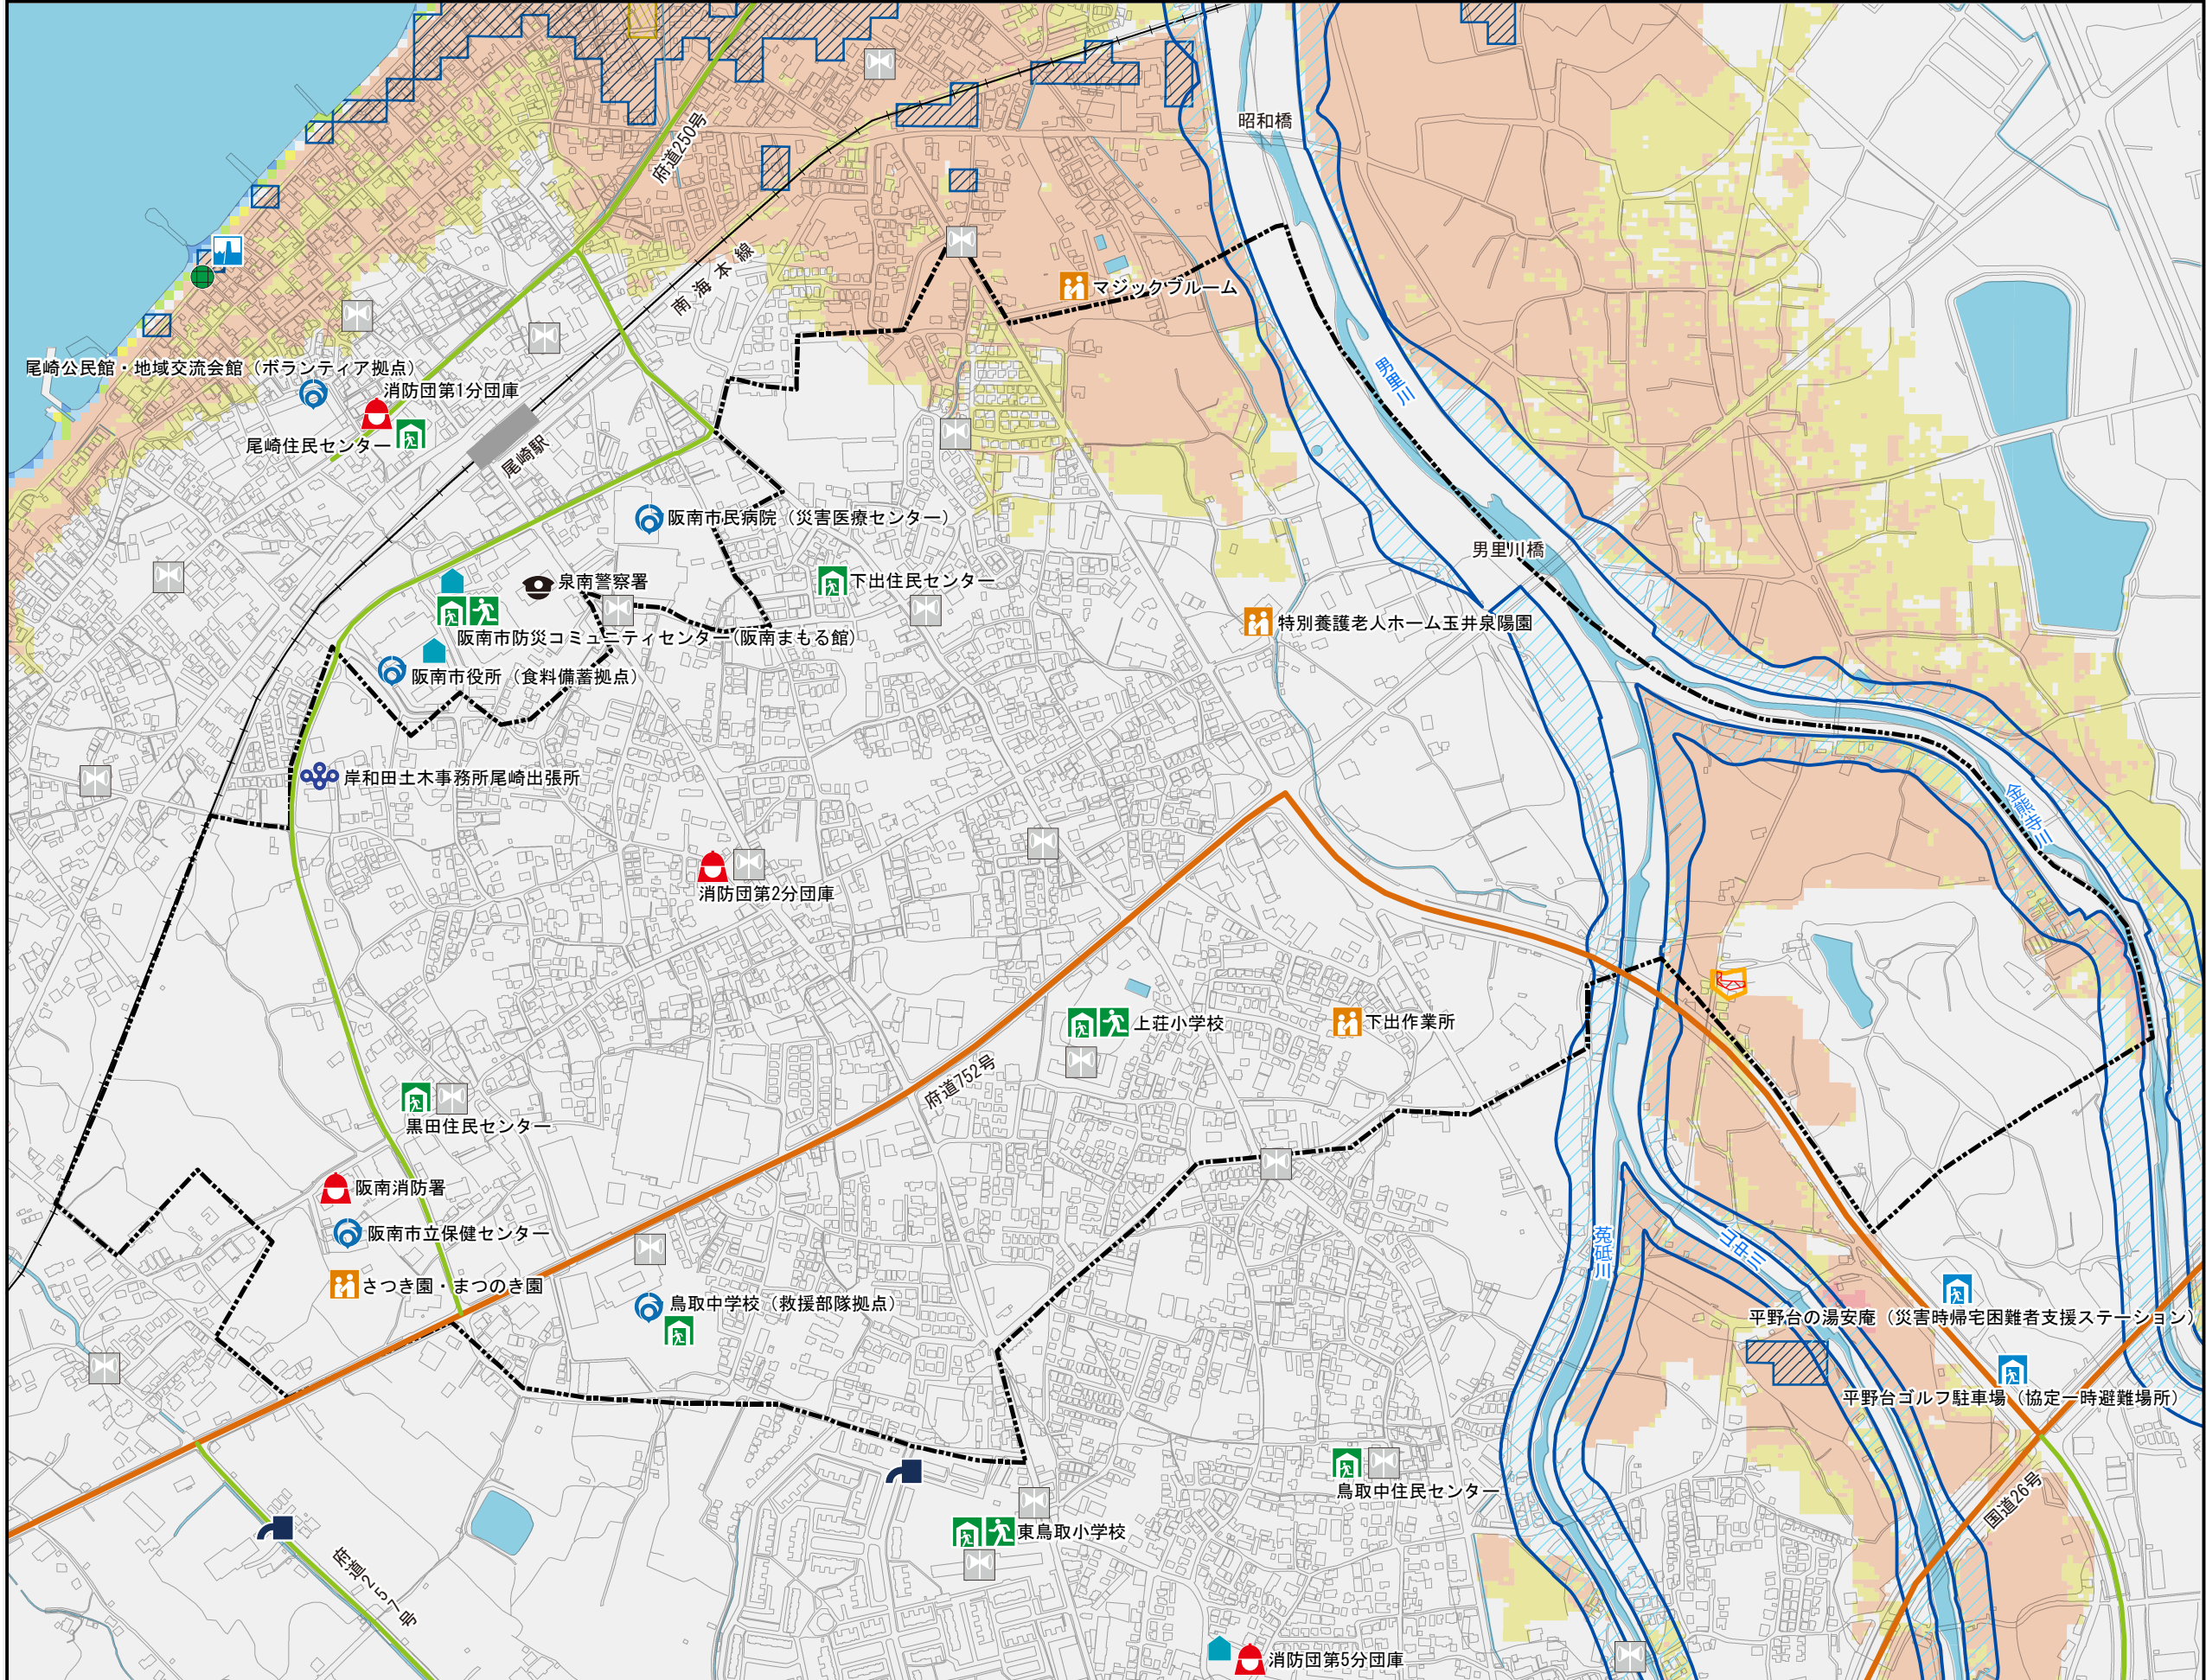 昭和橋
府道250号
南海本線
マジックブルーム
尾崎公民館・地域交流会館（ボランティア拠点）
消防団第1分団庫
男里川
尾崎住民センター
尾崎駅
阪南市民病院（災害医療センター）
男里川橋
泉南警察署
下出住民センター
特別養護老人ホーム玉井泉陽園
阪南市防災コミュニティセンター(阪南まもる館)
阪南市役所（食料備蓄拠点）
岸和田土木事務所尾崎出張所
金熊寺川
消防団第2分団庫
上荘小学校
下出作業所
府道752号
黒田住民センター
阪南消防署
阪南市立保健センター
菟砥川
山中川
さつき園・まつのき園
鳥取中学校（救援部隊拠点）
平野台の湯安庵（災害時帰宅困難者支援ステーション）
平野台ゴルフ駐車場（協定一時避難場所）
鳥取中住民センター
国道26号
東鳥取小学校
府道257号
消防団第5分団庫